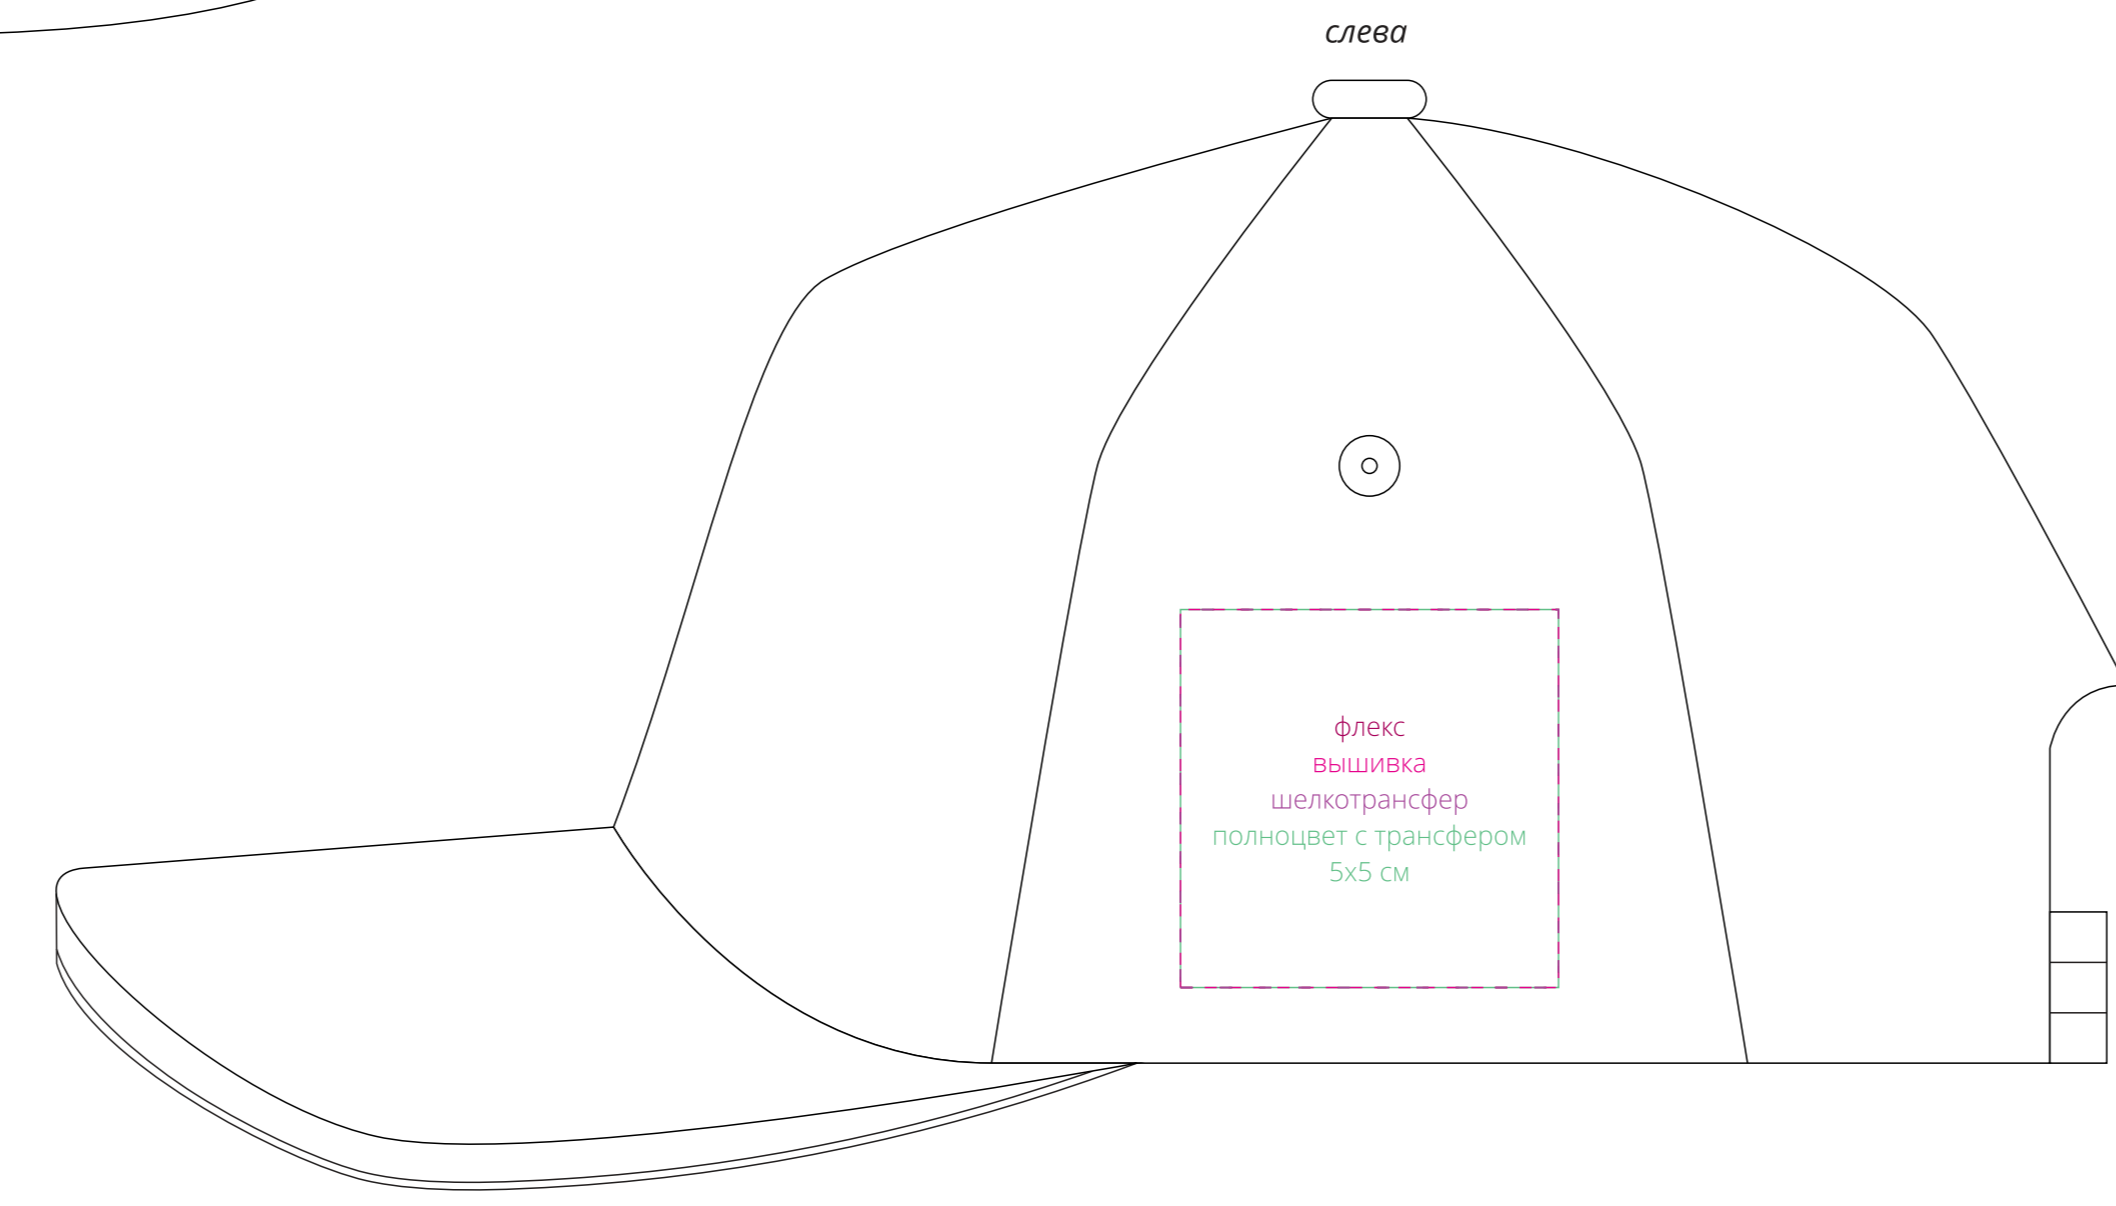 слева
флекс
вышивка
шелкотрансфер
полноцвет с трансфером
5х5 см